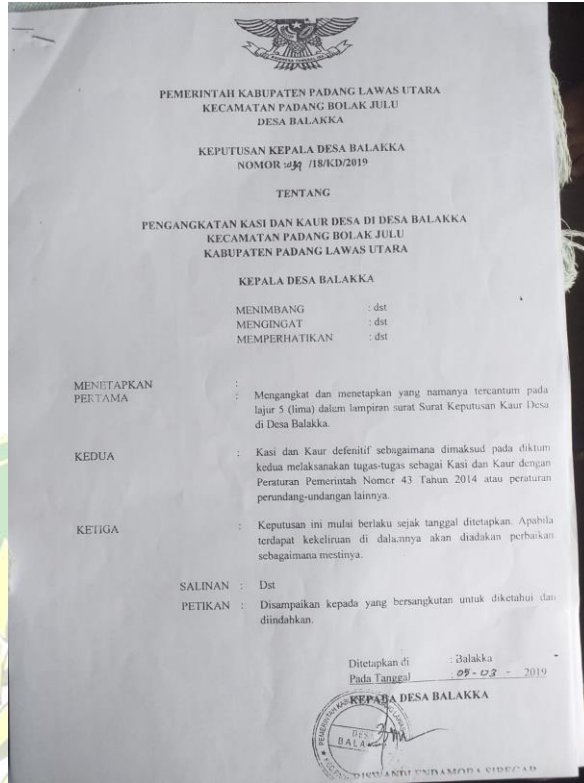 PEMERINTAH KABUPATEN PADANG LAWAS UTARA
KECAMATAN PADANG BOLAK JULU
DESA BALAKKA
KEPUTUSAN KEPALA DESA BALAKKA
NOMOR : 039 /18/KD/2019
TENTANG
PENGANGKATAN KASI DAN KAUR DESA DI DESA BALAKKA
KECAMATAN PADANG BOLAK JULU
KABUPATEN PADANG LAWAS UTARA
KEPALA DESA BALAKKA
MENIMBANG : dst
MENGINGAT : dst
MEMPERHATIKAN : dst
MENETAPKAN :
PERTAMA : Mengangkat dan menetapkan yang namanya tercantum pada
lajur 5 (lima) dalam lampiran surat Surat Keputusan Kaur Desa
di Desa Balakka.
KEDUA : Kasi dan Kaur defenitif sebagaimana dimaksud pada diktum
kedua melaksanakan tugas-tugas sebagai Kasi dan Kaur dengan
Peraturan Pemerintah Nomor 43 Tahun 2014 atau peraturan
perundang-undangan lainnya.
KETIGA : Keputusan ini mulai berlaku sejak tanggal ditetapkan. Apabila
terdapat kekeliruan di dalamnya akan diadakan perbaikan
sebagaimana mestinya.
SALINAN : Dst
PETIKAN : Disampaikan kepada yang bersangkutan untuk diketahui dan
diindahkan.
Ditetapkan di : Balakka
Pada Tanggal : 05-03 - 2019
KEPALA DESA BALAKKA
DESA
BALA